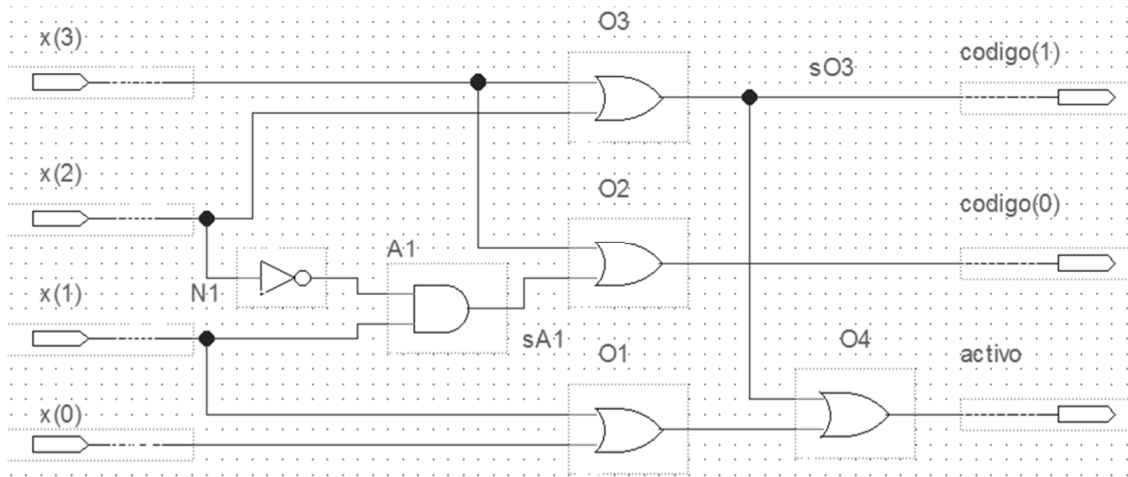 O3
x(3)
codigo(1)
sO3
x(2)
O2
codigo(0)
A1
N1
x(1)
sA1
O1
O4
activo
x(0)